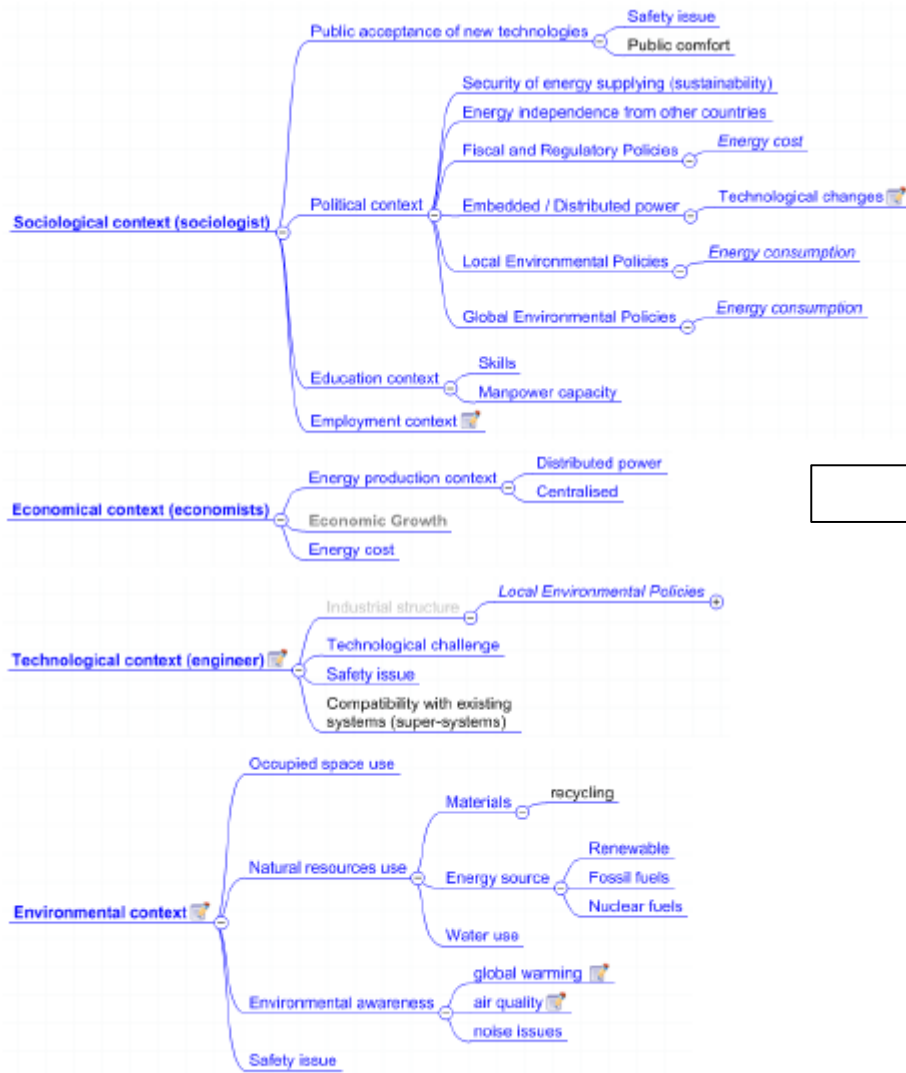 Safety issue
Public acceptance of new technologies
Public comfort
Security of energy supplying (sustainability)
Energy independence from other countries
Energy cost
Fiscal and Regulatory Policies
Technological changes
Political context
Embedded / Distributed power
Sociological context (sociologist)
Energy consumption
Local Environmental Policies
Energy consumption
Global Environmental Policies
Skills
Education context
Manpower capacity
Employment context
Distributed power
Energy production context
Centralised
Economical context (economists)
Economic Growth
Energy cost
Local Environmental Policies
Industrial structure
Technological challenge
Technological context (engineer)
Safety issue
Compatibility with existing
systems (super-systems)
Occupied space use
recycling
Materials
Renewable
Natural resources use
Energy source
Fossil fuels
Nuclear fuels
Environmental context
Water use
global warming
Environmental awareness
air quality
noise issues
Safety issue